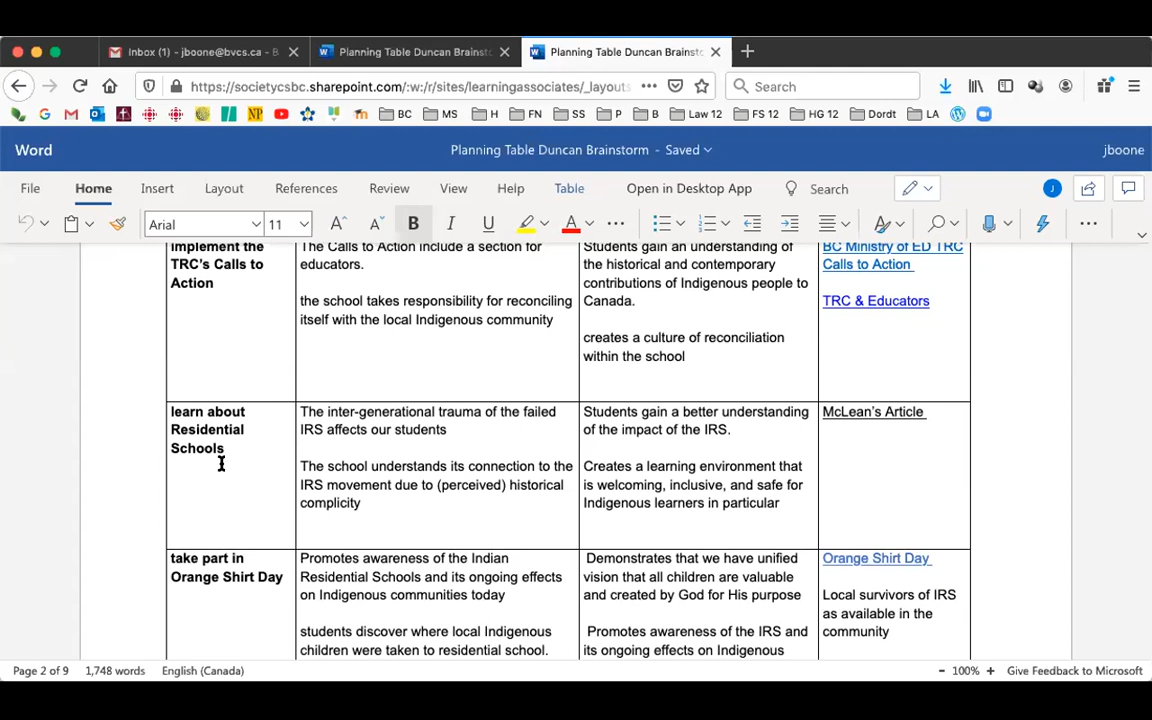 Inbox (1) - jboone@bvcs.ca - B
Planning Table Duncan Brainsto
Planning Table Duncan Brainsto
https://societycsbc.sharepoint.com/:w:/r/sites/learningassociates/_layouts
Search
BC MS H FN SS P B Law 12 FS 12 HG 12 Dordt LA
Word
Planning Table Duncan Brainstorm - Saved
jboone
File Home Insert Layout References Review View Help Table Open in Desktop App Search
Arial 11
implement the
TRC's Calls to
Action
The Calls to Action include a section for
educators.
the school takes responsibility for reconciling
itself with the local Indigenous community
Students gain an understanding of
the historical and contemporary
contributions of Indigenous people to
Canada.
creates a culture of reconciliation
within the school
BC Ministry of ED TRC
Calls to Action
TRC & Educators
learn about
Residential
Schools
The inter-generational trauma of the failed
IRS affects our students
The school understands its connection to the
IRS movement due to (perceived) historical
complicity
Students gain a better understanding
of the impact of the IRS.
Creates a learning environment that
is welcoming, inclusive, and safe for
Indigenous learners in particular
McLean's Article
take part in
Orange Shirt Day
Promotes awareness of the Indian
Residential Schools and its ongoing effects
on Indigenous communities today
students discover where local Indigenous
children were taken to residential school.
Demonstrates that we have unified
vision that all children are valuable
and created by God for His purpose
Promotes awareness of the IRS and
its ongoing effects on Indigenous
Orange Shirt Day
Local survivors of IRS
as available in the
community
Page 2 of 9 1,748 words English (Canada) - 100% + Give Feedback to Microsoft